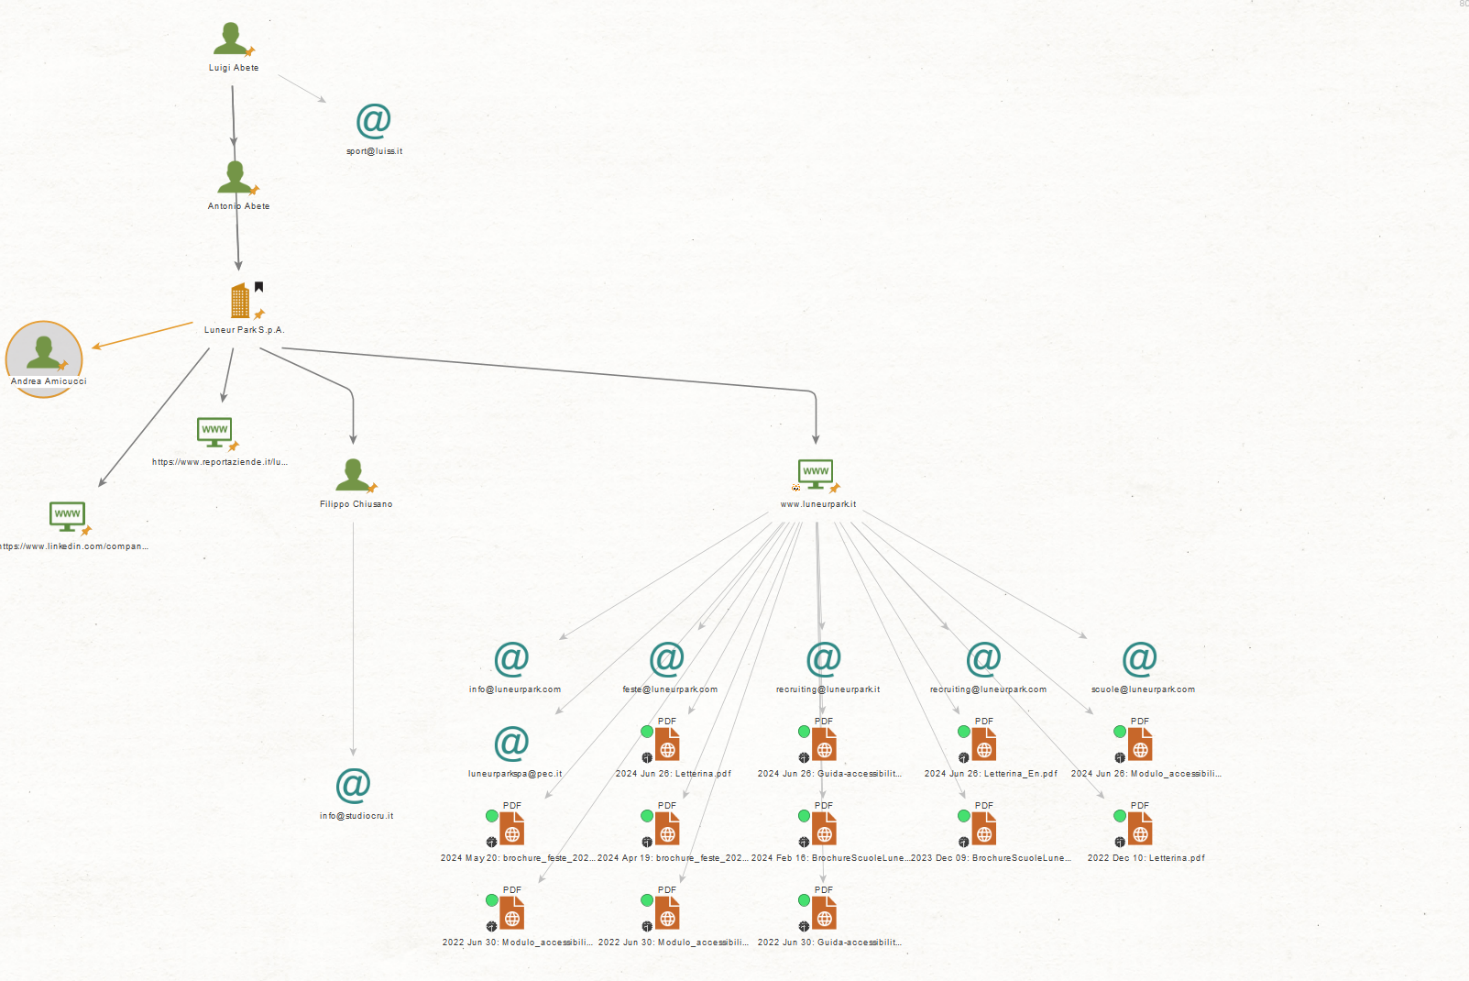 80
Luigi Abete
@
sport@luiss.it
Antonio Abete
Luneur Park S.p.A.
Andrea Amicucci
WWW
https://www.reportaziende.it/lu...
WWW
https://www.linkedin.com/compan...
Filippo Chiusano
WWW
www.luneurpark.it
@ @ @ @ @
info@luneurpark.com feste@luneurpark.com recruiting@luneurpark.it recruiting@luneurpark.com scuole@luneurpark.com
@ PDF PDF PDF PDF
luneurparkspa@pec.it 2024 Jun 26: Letterina.pdf 2024 Jun 26: Guida-accessibilit... 2024 Jun 26: Letterina_En.pdf 2024 Jun 26: Modulo_accessibili...
@
info@studiocru.it
PDF PDF PDF PDF PDF
2024 May 20: brochure_feste_202... 2024 Apr 19: brochure_feste_202... 2024 Feb 16: BrochureScuoleLune... 2023 Dec 09: BrochureScuoleLune... 2022 Dec 10: Letterina.pdf
PDF PDF PDF
2022 Jun 30: Modulo_accessibili... 2022 Jun 30: Modulo_accessibili... 2022 Jun 30: Guida-accessibilit...